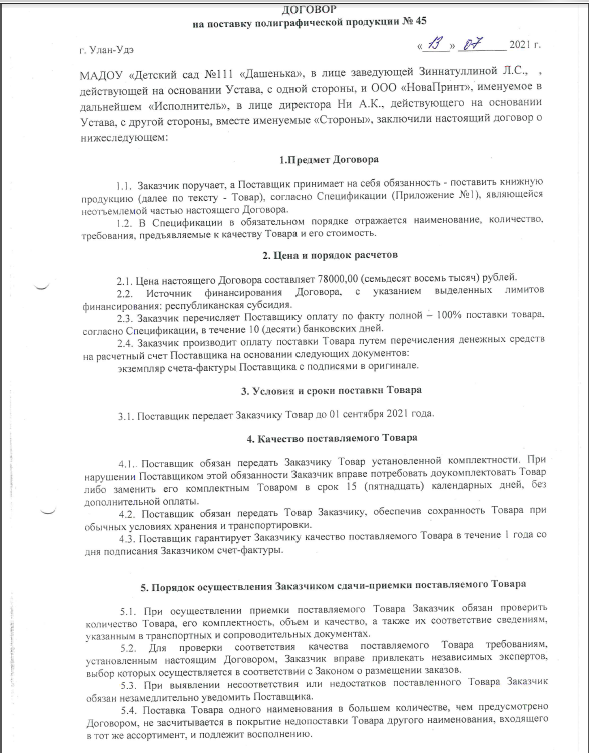 ДОГОВОР
на поставку полиграфической продукции № 45
г. Улан-Удэ «13» 07 2021 г.
МАДОУ «Детский сад №111 «Дашенька», в лице заведующей Зиннатуллиной Л.С., ,
действующей на основании Устава, с одной стороны, и ООО «НоваПринт», именуемое в
дальнейшем «Исполнитель», в лице директора Ни А.К., действующего на основании
Устава, с другой стороны, вместе именуемые «Стороны», заключили настоящий договор о
нижеследующем:
1.Предмет Договора
1.1. Заказчик поручает, а Поставщик принимает на себя обязанность - поставить книжную
продукцию (далее по тексту - Товар), согласно Спецификации (Приложение №1), являющейся
неотъемлемой частью настоящего Договора.
1.2. В Спецификации в обязательном порядке отражается наименование, количество,
требования, предъявляемые к качеству Товара и его стоимость.
2. Цена и порядок расчетов
2.1. Цена настоящего Договора составляет 78000,00 (семьдесят восемь тысяч) рублей.
2.2. Источник финансирования Договора, с указанием выделенных лимитов
финансирования: республиканская субсидия.
2.3. Заказчик перечисляет Поставщику оплату по факту полной – 100% поставки товара,
согласно Спецификации, в течение 10 (десяти) банковских дней.
2.4. Заказчик производит оплату поставки Товара путем перечисления денежных средств
на расчетный счет Поставщика на основании следующих документов:
экземпляр счета-фактуры Поставщика с подписями в оригинале.
3. Условия и сроки поставки Товара
3.1. Поставщик передает Заказчику Товар до 01 сентября 2021 года.
4. Качество поставляемого Товара
4.1. Поставщик обязан передать Заказчику Товар установленной комплектности. При
нарушении Поставщиком этой обязанности Заказчик вправе потребовать доукомплектовать Товар
либо заменить его комплектным Товаром в срок 15 (пятнадцать) календарных дней, без
дополнительной оплаты.
4.2. Поставщик обязан передать Товар Заказчику, обеспечив сохранность Товара при
обычных условиях хранения и транспортировки.
4.3. Поставщик гарантирует Заказчику качество поставляемого Товара в течение 1 года со
дня подписания Заказчиком счет-фактуры.
5. Порядок осуществления Заказчиком сдачи-приемки поставляемого Товара
5.1. При осуществлении приемки поставляемого Товара Заказчик обязан проверить
количество Товара, его комплектность, объем и качество, а также их соответствие сведениям,
указанным в транспортных и сопроводительных документах.
5.2. Для проверки соответствия качества поставляемого Товара требованиям,
установленным настоящим Договором, Заказчик вправе привлекать независимых экспертов,
выбор которых осуществляется в соответствии с Законом о размещении заказов.
5.3. При выявлении несоответствия или недостатков поставленного Товара Заказчик
обязан незамедлительно уведомить Поставщика.
5.4. Поставка Товара одного наименования в большем количестве, чем предусмотрено
Договором, не засчитывается в покрытие недопоставки Товара другого наименования, входящего
в тот же ассортимент, и подлежит восполнению.